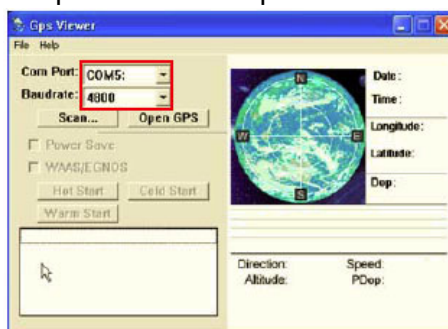 Gps Viewer
File Help
Com Port: COM5:
Baudrate: 4800
Scan... Open GPS
Power Save
WAAS/EGNOS
Hot Start Cold Start
Warm Start
N
W E
S
Date:
Time:
Longitude:
Latitude:
Dop:
Direction: Speed:
Altitude: PDop: